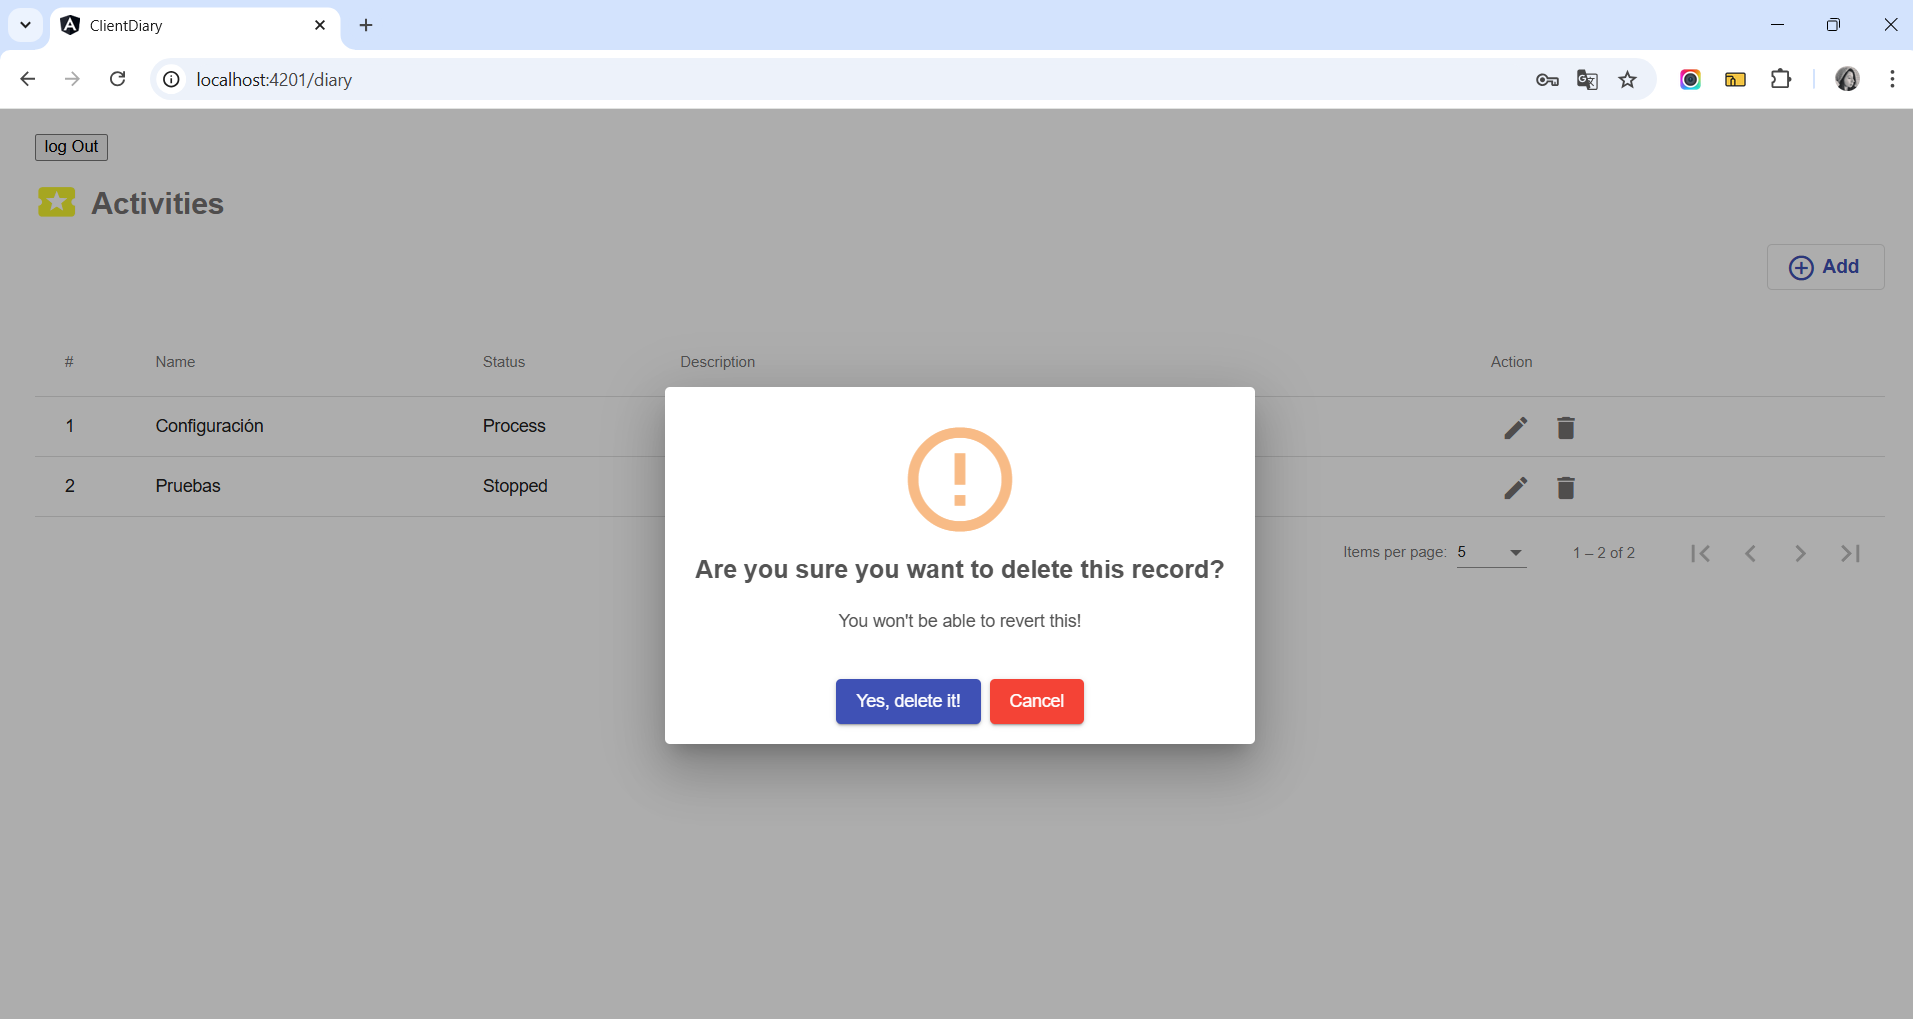 ClientDiary
localhost:4201/diary
log Out
Activities
Add
# Name Status Description Action
1 Configuración Process
2 Pruebas Stopped
Items per page: 5 1 – 2 of 2
Are you sure you want to delete this record?
You won't be able to revert this!
Yes, delete it! Cancel